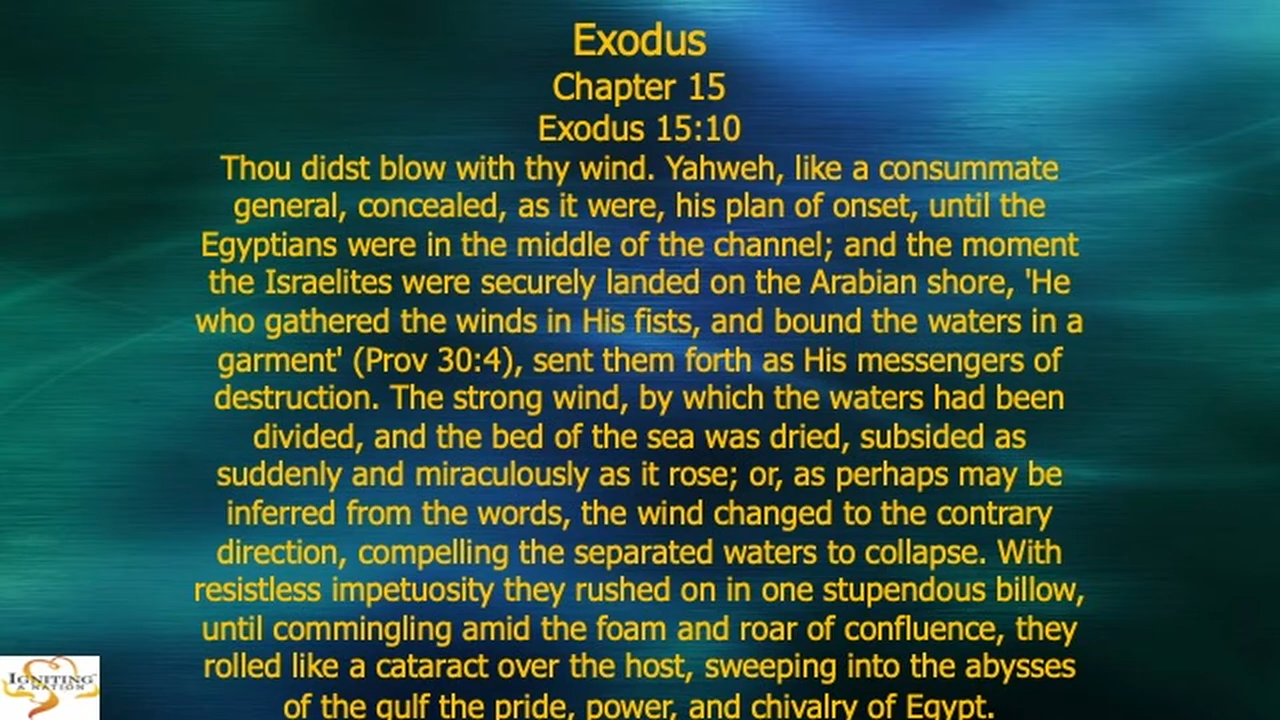 Exodus
Chapter 15
Exodus 15:10
Thou didst blow with thy wind. Yahweh, like a consummate
general, concealed, as it were, his plan of onset, until the
Egyptians were in the middle of the channel; and the moment
the Israelites were securely landed on the Arabian shore, 'He
who gathered the winds in His fists, and bound the waters in a
garment' (Prov 30:4), sent them forth as His messengers of
destruction. The strong wind, by which the waters had been
divided, and the bed of the sea was dried, subsided as
suddenly and miraculously as it rose; or, as perhaps may be
inferred from the words, the wind changed to the contrary
direction, compelling the separated waters to collapse. With
resistless impetuosity they rushed on in one stupendous billow,
until commingling amid the foam and roar of confluence, they
rolled like a cataract over the host, sweeping into the abysses
of the gulf the pride, power, and chivalry of Egypt.
IGNITING
A NATION